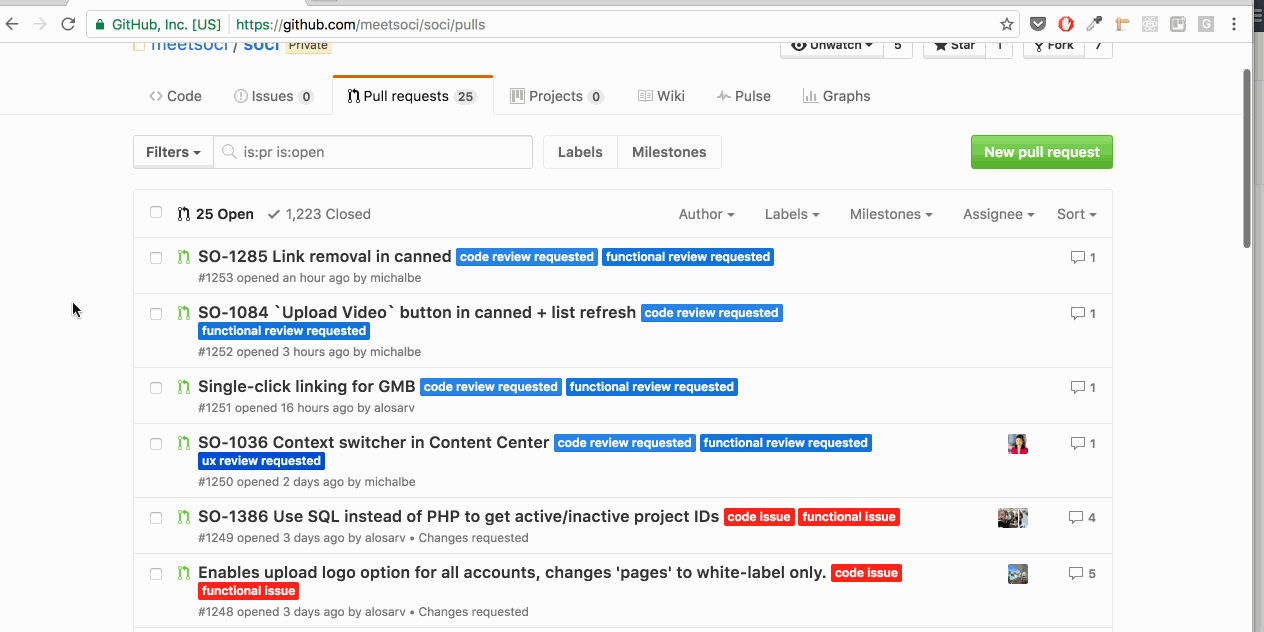 GitHub, Inc. [US] https://github.com/meetsoci/soci/pulls
meetsoci / soci Private Unwatch 5 Star 1 Fork 7
Code Issues 0 Pull requests 25 Projects 0 Wiki Pulse Graphs
Filters is:pr is:open Labels Milestones New pull request
25 Open 1,223 Closed Author Labels Milestones Assignee Sort
SO-1285 Link removal in canned code review requested functional review requested 1
#1253 opened an hour ago by michalbe
SO-1084 `Upload Video` button in canned + list refresh code review requested 1
functional review requested
#1252 opened 3 hours ago by michalbe
Single-click linking for GMB code review requested functional review requested 1
#1251 opened 16 hours ago by alosarv
SO-1036 Context switcher in Content Center code review requested functional review requested 1
ux review requested
#1250 opened 2 days ago by michalbe
SO-1386 Use SQL instead of PHP to get active/inactive project IDs code issue functional issue 4
#1249 opened 3 days ago by alosarv • Changes requested
Enables upload logo option for all accounts, changes 'pages' to white-label only. code issue 5
functional issue
#1248 opened 3 days ago by alosarv • Changes requested